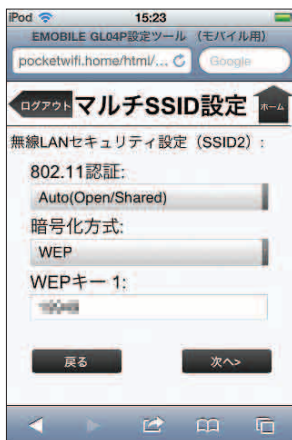 iPod 15:23
EMOBILE GL04P設定ツール （モバイル用）
pocketwifi.home/html/... Google
ログアウト マルチSSID設定 ホーム
無線LANセキュリティ設定（SSID2）:
802.11認証:
Auto(Open/Shared)
暗号化方式:
WEP
WEPキー 1:
戻る 次へ>